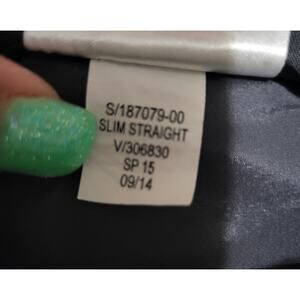 S/187079-00
SLIM STRAIGHT
V/306830
SP 15
09/14